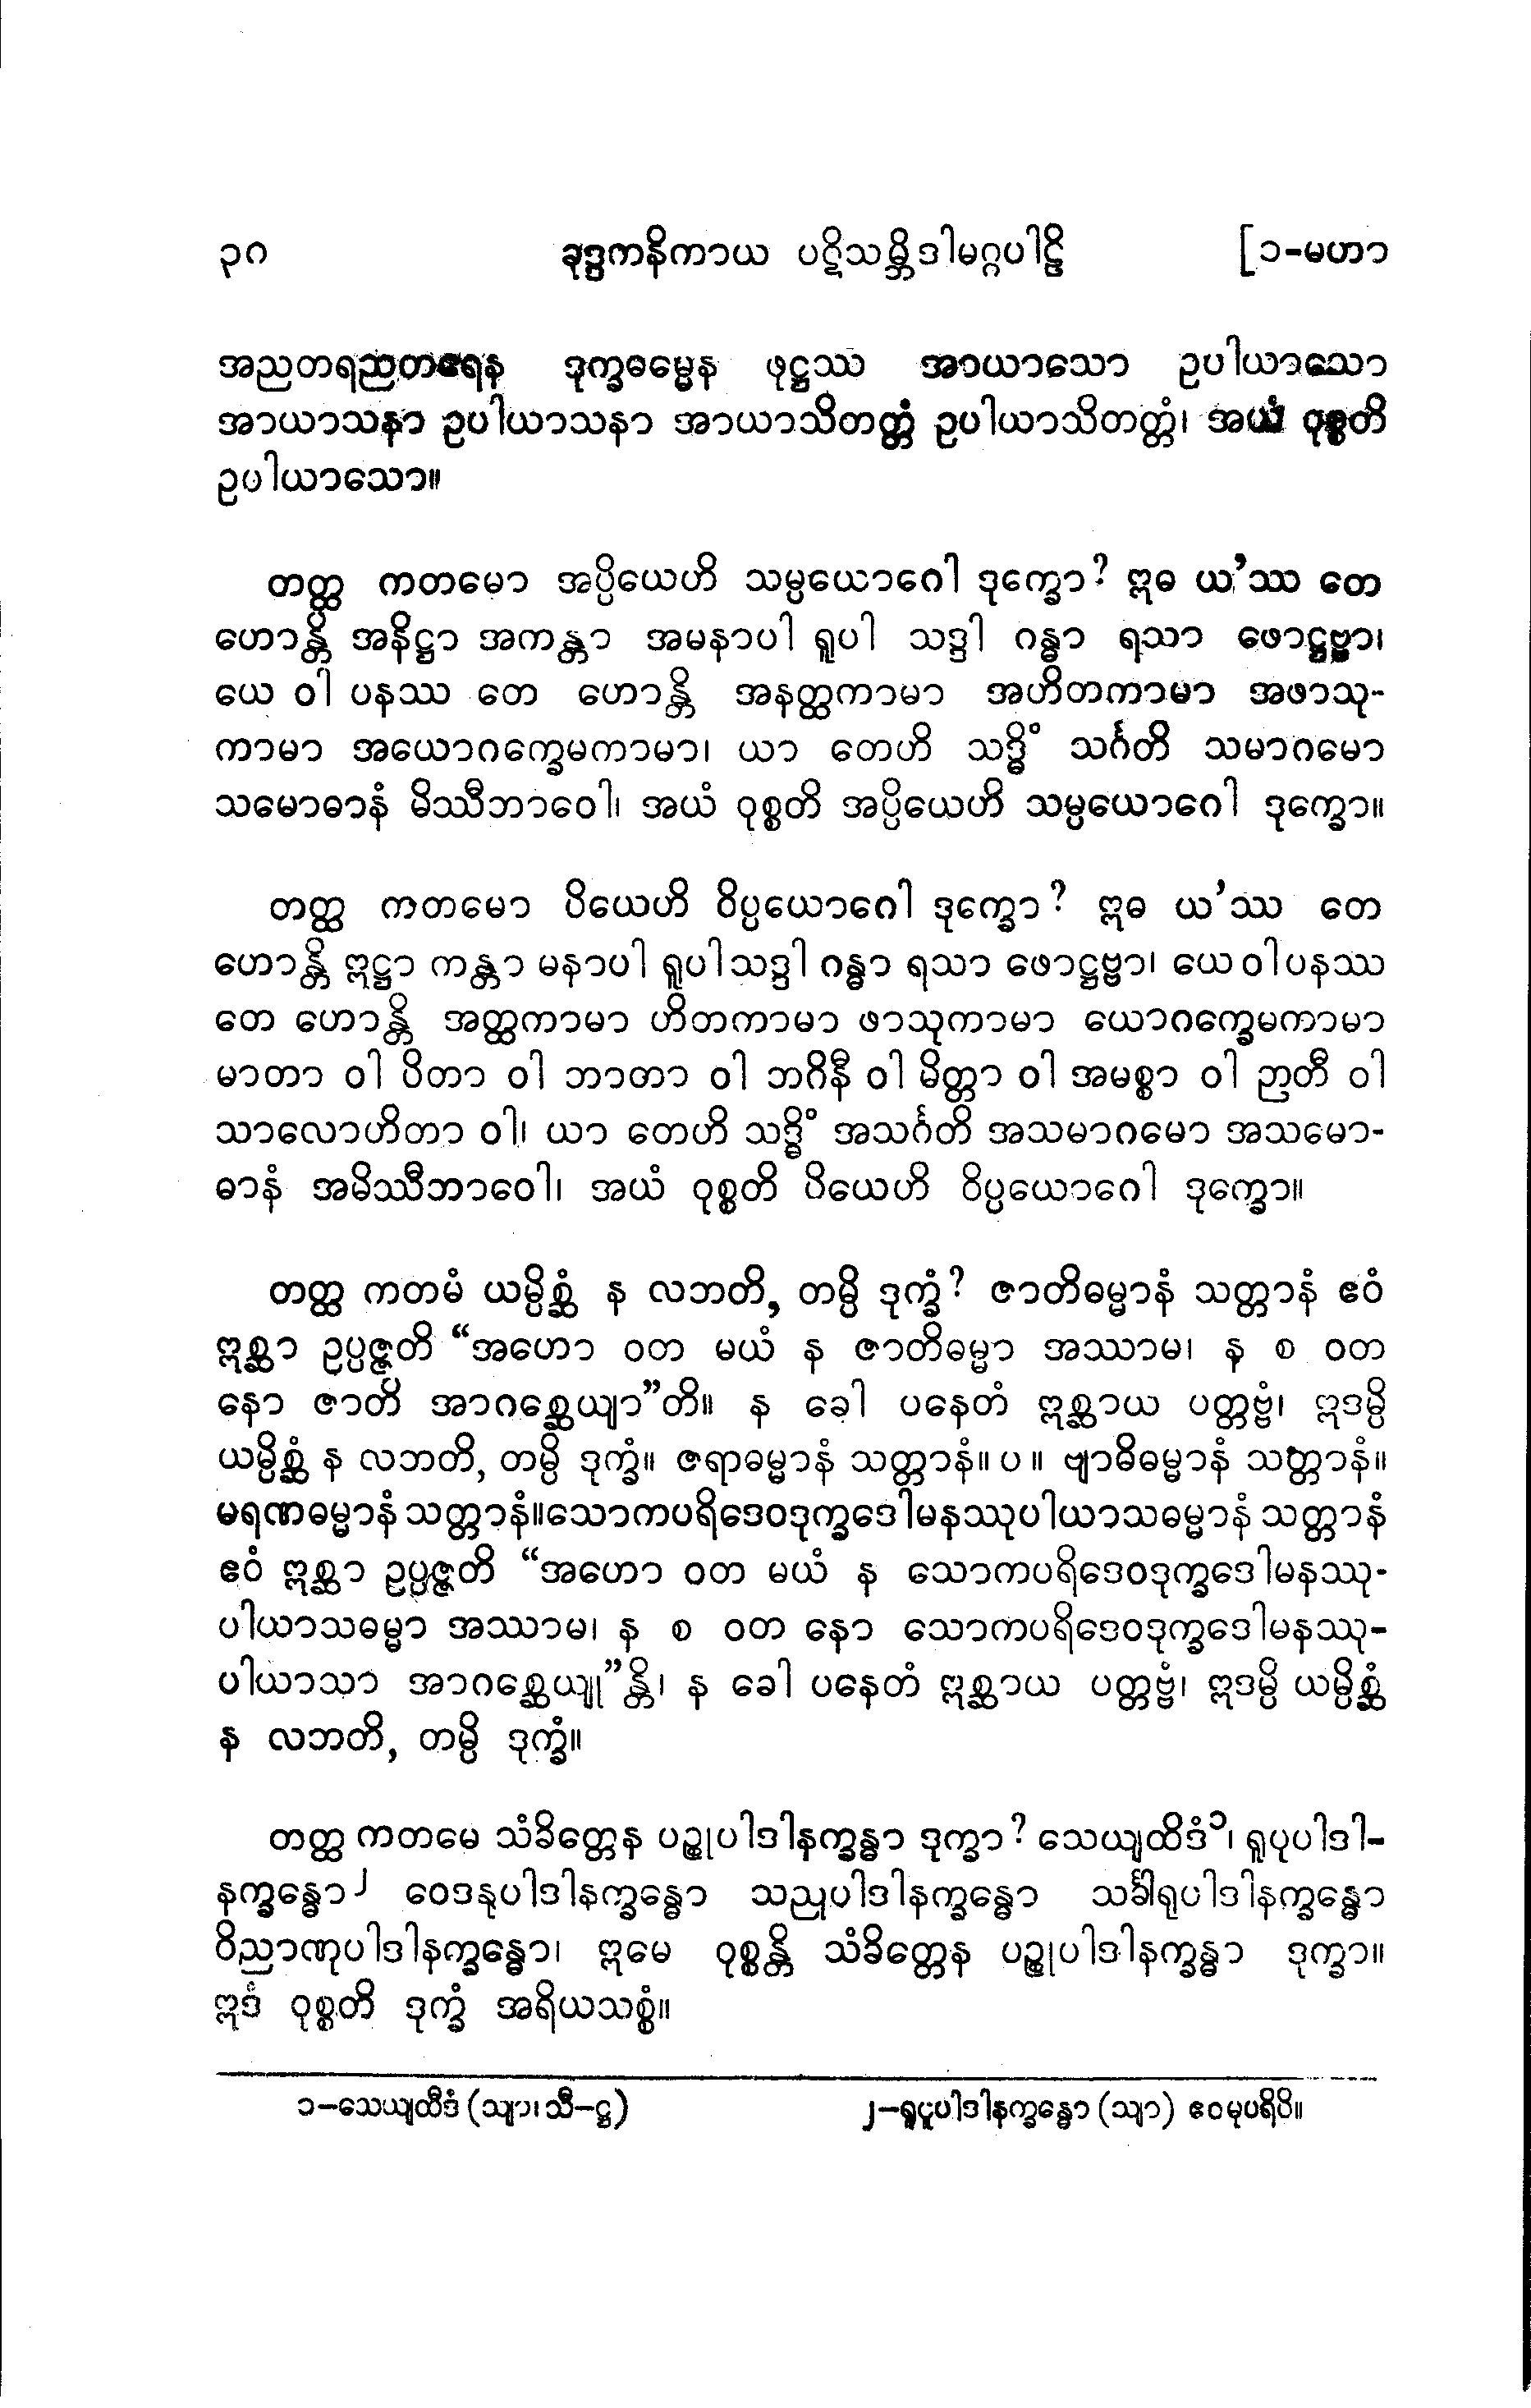 ၃၈ ခုဒ္ဒကနိကာယ ပဋိသမ္ဘိဒါမဂ္ဂပါဠိ [၁-မဟာ
အညတရညတရေန ဒုက္ခဓမ္မေန ဖုဋ္ဌဿ အာယာသော ဥပါယာသော
အာယာသနာ ဥပါယာသနာ အာယာသိတတ္တံ ဥပါယာသိတတ္တံ၊ အယံ ဝုစ္စတိ
ဥပါယာသော။
တတ္ထ ကတမော အပ္ပိယေဟိ သမ္ပယောဂေါ ဒုက္ခော? ဣဓ ယ’ဿ တေ
ဟောန္တိ အနိဋ္ဌာ အကန္တာ အမနာပါ ရူပါ သဒ္ဒါ ဂန္ဓာ ရသာ ဖောဋ္ဌဗ္ဗာ၊
ယေ ဝါ ပနဿ တေ ဟောန္တိ အနတ္ထကာမာ အဟိတကာမာ အဖာသု-
ကာမာ အယောဂက္ခေမကာမာ၊ ယာ တေဟိ သဒ္ဓိံ သင်္ဂတိ သမာဂမော
သမောဓာနံ မိဿီဘာဝေါ၊ အယံ ဝုစ္စတိ အပ္ပိယေဟိ သမ္ပယောဂေါ ဒုက္ခော။
တတ္ထ ကတမော ပိယေဟိ ဝိပ္ပယောဂေါ ဒုက္ခော? ဣဓ ယ’ဿ တေ
ဟောန္တိ ဣဋ္ဌာ ကန္တာ မနာပါ ရူပါ သဒ္ဒါ ဂန္ဓာ ရသာ ဖောဋ္ဌဗ္ဗာ၊ ယေ ဝါ ပနဿ
တေ ဟောန္တိ အတ္ထကာမာ ဟိတကာမာ ဖာသုကာမာ ယောဂက္ခေမကာမာ
မာတာ ဝါ ပိတာ ဝါ ဘာတာ ဝါ ဘဂိနီ ဝါ မိတ္တာ ဝါ အမစ္စာ ဝါ ဉာတီ ဝါ
သာလောဟိတာ ဝါ၊ ယာ တေဟိ သဒ္ဓိံ အသင်္ဂတိ အသမာဂမော အသမော-
ဓာနံ အမိဿီဘာဝေါ၊ အယံ ဝုစ္စတိ ပိယေဟိ ဝိပ္ပယောဂေါ ဒုက္ခော။
တတ္ထ ကတမံ ယမ္ပိစ္ဆံ န လဘတိ, တမ္ပိ ဒုက္ခံ? ဇာတိဓမ္မာနံ သတ္တာနံ ဧဝံ
ဣစ္ဆာ ဥပ္ပဇ္ဇတိ “အဟော ဝတ မယံ န ဇာတိဓမ္မာ အဿာမ၊ န စ ဝတ
နော ဇာတိ အာဂစ္ဆေယျာ”တိ။ န ခေါ ပနေတံ ဣစ္ဆာယ ပတ္တဗ္ဗံ၊ ဣဒမ္ပိ
ယမ္ပိစ္ဆံ န လဘတိ, တမ္ပိ ဒုက္ခံ။ ဇရာဓမ္မာနံ သတ္တာနံ။ ပ ။ ဗျာဓိဓမ္မာနံ သတ္တာနံ။
မရဏဓမ္မာနံ သတ္တာနံ။ သောကပရိဒေဝဒုက္ခဒေါမနဿုပါယာသဓမ္မာနံ သတ္တာနံ
ဧဝံ ဣစ္ဆာ ဥပ္ပဇ္ဇတိ “အဟော ဝတ မယံ န သောကပရိဒေဝဒုက္ခဒေါမနဿု-
ပါယာသဓမ္မာ အဿာမ၊ န စ ဝတ နော သောကပရိဒေဝဒုက္ခဒေါမနဿု-
ပါယာသာ အာဂစ္ဆေယျု”န္တိ၊ န ခေါ ပနေတံ ဣစ္ဆာယ ပတ္တဗ္ဗံ၊ ဣဒမ္ပိ ယမ္ပိစ္ဆံ
န လဘတိ, တမ္ပိ ဒုက္ခံ။
တတ္ထ ကတမေ သံခိတ္တေန ပဉ္စုပါဒါနက္ခန္ဓာ ဒုက္ခာ? သေယျထိဒံ၁၊ ရူပုပါဒါ-
နက္ခန္ဓော၂ ဝေဒနုပါဒါနက္ခန္ဓော သညုပါဒါနက္ခန္ဓော သင်္ခါရုပါဒါနက္ခန္ဓော
ဝိညာဏုပါဒါနက္ခန္ဓော၊ ဣမေ ဝုစ္စန္တိ သံခိတ္တေန ပဉ္စုပါဒါနက္ခန္ဓာ ဒုက္ခာ။
ဣဒံ ဝုစ္စတိ ဒုက္ခံ အရိယသစ္စံ။
၁-သေယျထီဒံ (သျာ၊ သီ-ဋ္ဌ) ၂-ရူပူပါဒါနက္ခန္ဓော (သျာ) ဧဝမုပရိပိ။